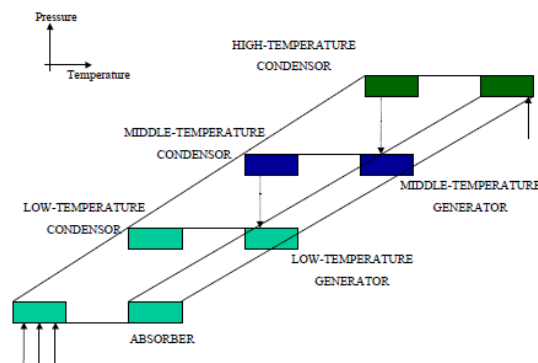 Pressure
Temperature
HIGH-TEMPERATURE
CONDENSOR
MIDDLE-TEMPERATURE
CONDENSOR
MIDDLE-TEMPERATURE
GENERATOR
LOW-TEMPERATURE
CONDENSOR
LOW-TEMPERATURE
GENERATOR
ABSORBER